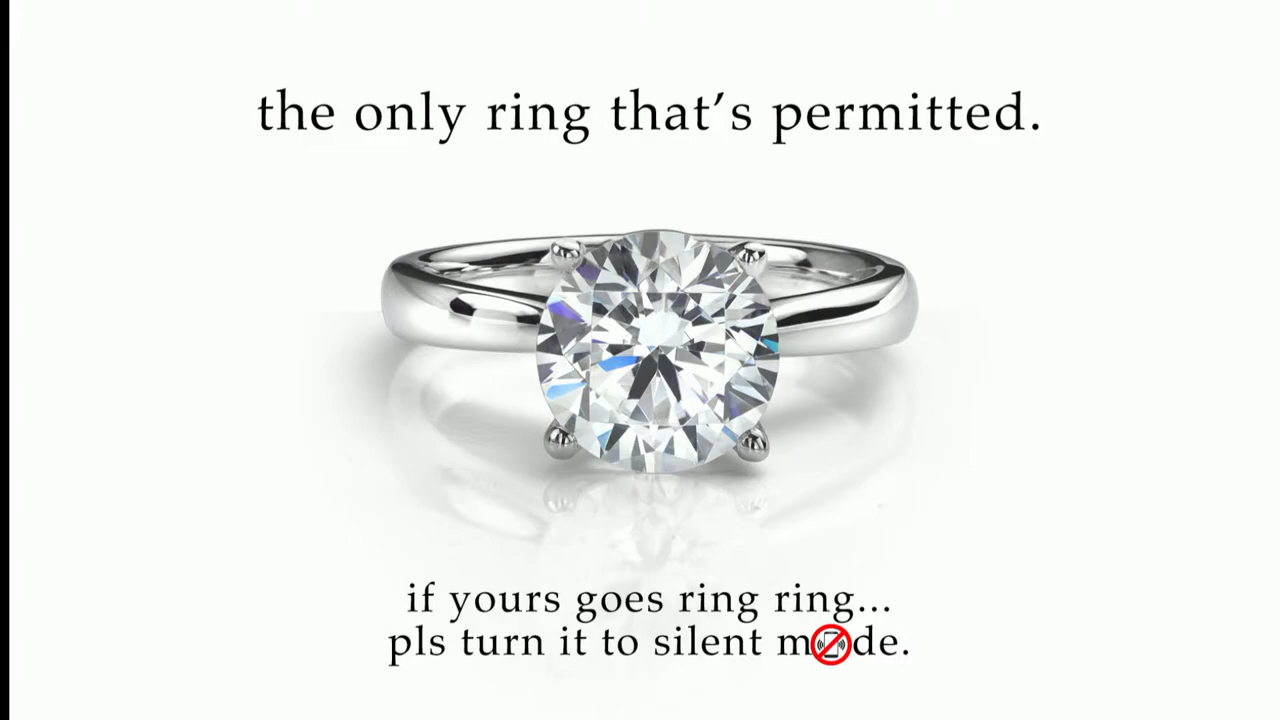 the only ring that’s permitted.
if yours goes ring ring...
pls turn it to silent mode.